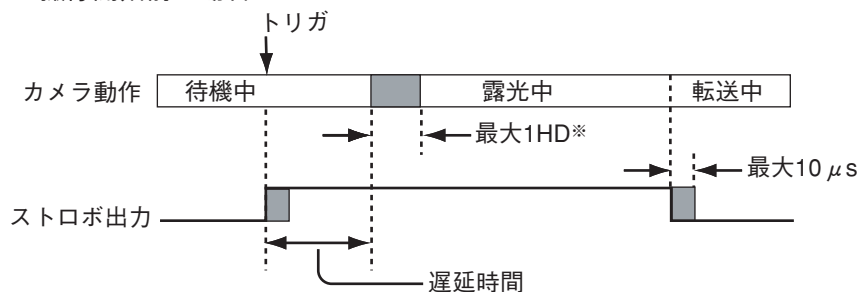 トリガ
カメラ動作
待機中
露光中
転送中
最大1HD※
最大10μs
ストロボ出力
遅延時間